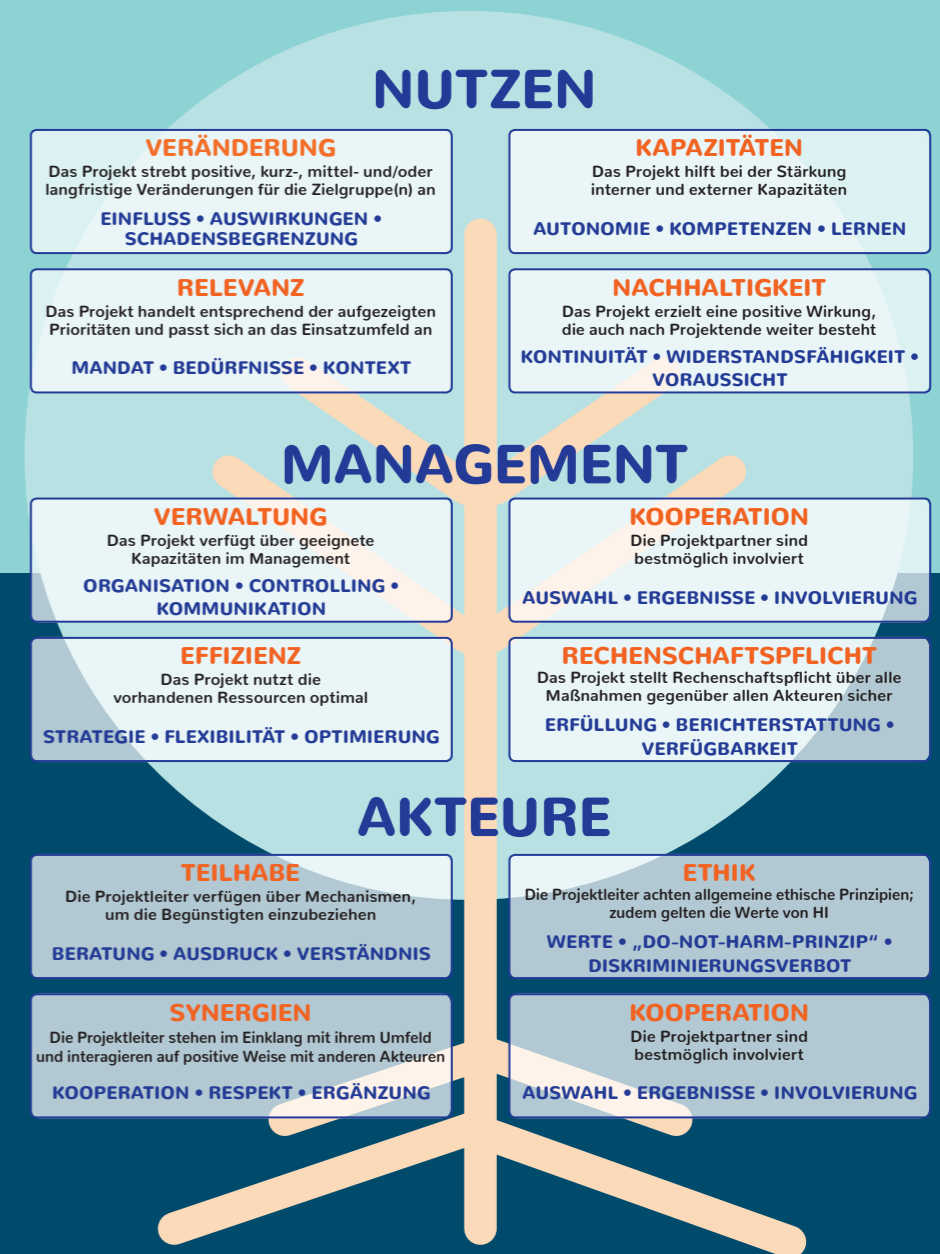 NUTZEN
VERÄNDERUNG
Das Projekt strebt positive, kurz-, mittel- und/oder
langfristige Veränderungen für die Zielgruppe(n) an
EINFLUSS • AUSWIRKUNGEN •
SCHADENSBEGRENZUNG
KAPAZITÄTEN
Das Projekt hilft bei der Stärkung
interner und externer Kapazitäten
AUTONOMIE • KOMPETENZEN • LERNEN
RELEVANZ
Das Projekt handelt entsprechend der aufgezeigten
Prioritäten und passt sich an das Einsatzumfeld an
MANDAT • BEDÜRFNISSE • KONTEXT
NACHHALTIGKEIT
Das Projekt erzielt eine positive Wirkung,
die auch nach Projektende weiter besteht
KONTINUITÄT • WIDERSTANDSFÄHIGKEIT •
VORAUSSICHT
MANAGEMENT
VERWALTUNG
Das Projekt verfügt über geeignete
Kapazitäten im Management
ORGANISATION • CONTROLLING •
KOMMUNIKATION
KOOPERATION
Die Projektpartner sind
bestmöglich involviert
AUSWAHL • ERGEBNISSE • INVOLVIERUNG
EFFIZIENZ
Das Projekt nutzt die
vorhandenen Ressourcen optimal
STRATEGIE • FLEXIBILITÄT • OPTIMIERUNG
RECHENSCHAFTSPFLICHT
Das Projekt stellt Rechenschaftspflicht über alle
Maßnahmen gegenüber allen Akteuren sicher
ERFÜLLUNG • BERICHTERSTATTUNG •
VERFÜGBARKEIT
AKTEURE
TEILHABE
Die Projektleiter verfügen über Mechanismen,
um die Begünstigten einzubeziehen
BERATUNG • AUSDRUCK • VERSTÄNDNIS
ETHIK
Die Projektleiter achten allgemeine ethische Prinzipien;
zudem gelten die Werte von HI
WERTE • „DO-NOT-HARM-PRINZIP“ •
DISKRIMINIERUNGSVERBOT
SYNERGIEN
Die Projektleiter stehen im Einklang mit ihrem Umfeld
und interagieren auf positive Weise mit anderen Akteuren
KOOPERATION • RESPEKT • ERGÄNZUNG
KOOPERATION
Die Projektpartner sind
bestmöglich involviert
AUSWAHL • ERGEBNISSE • INVOLVIERUNG